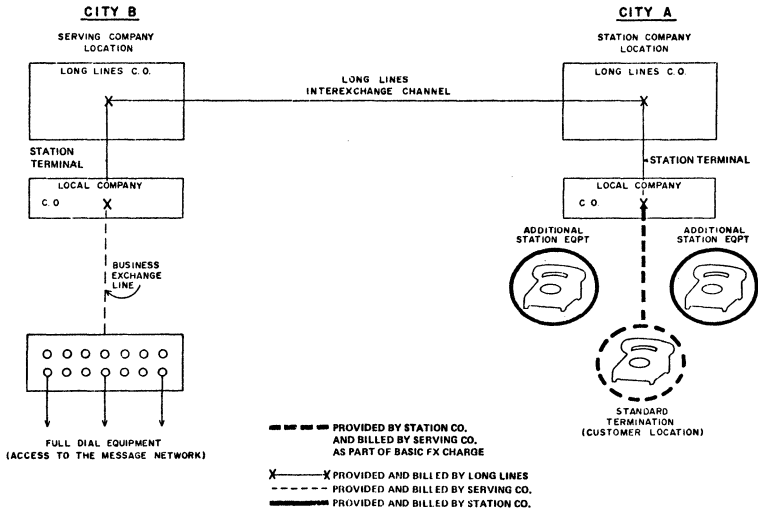 CITY B
SERVING COMPANY
LOCATION
LONG LINES C.O.
CITY A
STATION COMPANY
LOCATION
LONG LINES C.O.
LONG LINES
INTEREXCHANGE CHANNEL
STATION
TERMINAL
STATION TERMINAL
LOCAL COMPANY
C.O
LOCAL COMPANY
C.O.
BUSINESS
EXCHANGE
LINE
ADDITIONAL
STATION EQPT
ADDITIONAL
STATION EQPT
FULL DIAL EQUIPMENT
(ACCESS TO THE MESSAGE NETWORK)
STANDARD
TERMINATION
(CUSTOMER LOCATION)
PROVIDED BY STATION CO.
AND BILLED BY SERVING CO.
AS PART OF BASIC FX CHARGE
X X PROVIDED AND BILLED BY LONG LINES
PROVIDED AND BILLED BY SERVING CO.
PROVIDED AND BILLED BY STATION CO.